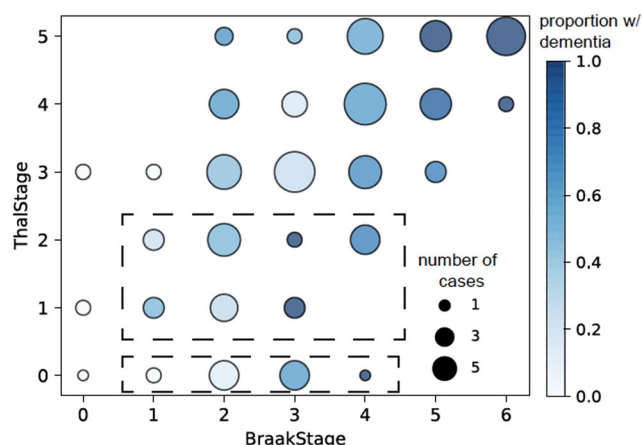 proportion w/
dementia
5
4
3
2
1
0
ThalStage
0 1 2 3 4 5 6
BraakStage
number of
cases
1
3
5
1.0
0.8
0.6
0.4
0.2
0.0